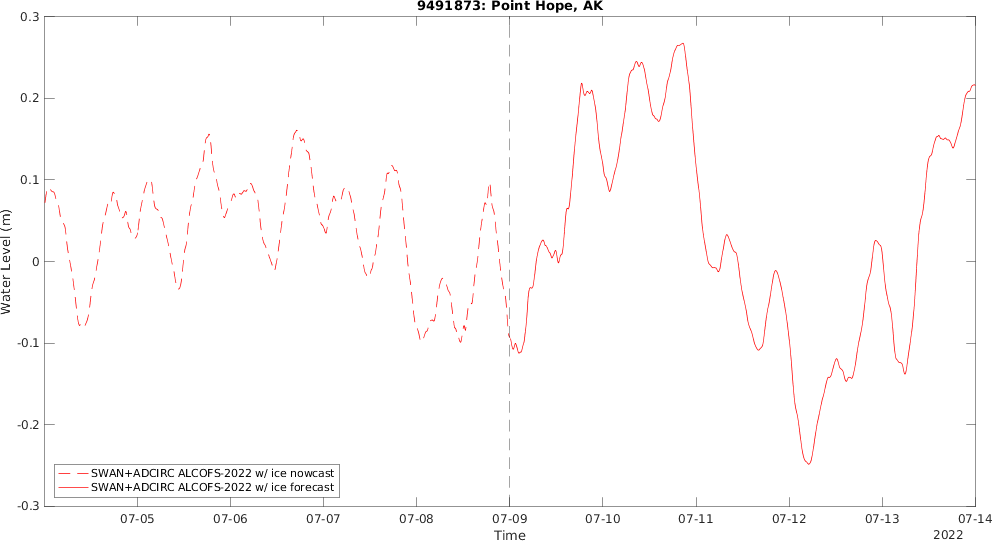 9491873: Point Hope, AK
0.3
0.2
0.1
0
-0.1
-0.2
-0.3
Water Level (m)
SWAN+ADCIRC ALCOFS-2022 w/ ice nowcast
SWAN+ADCIRC ALCOFS-2022 w/ ice forecast
07-05 07-06 07-07 07-08 07-09 07-10 07-11 07-12 07-13 07-14
Time
2022